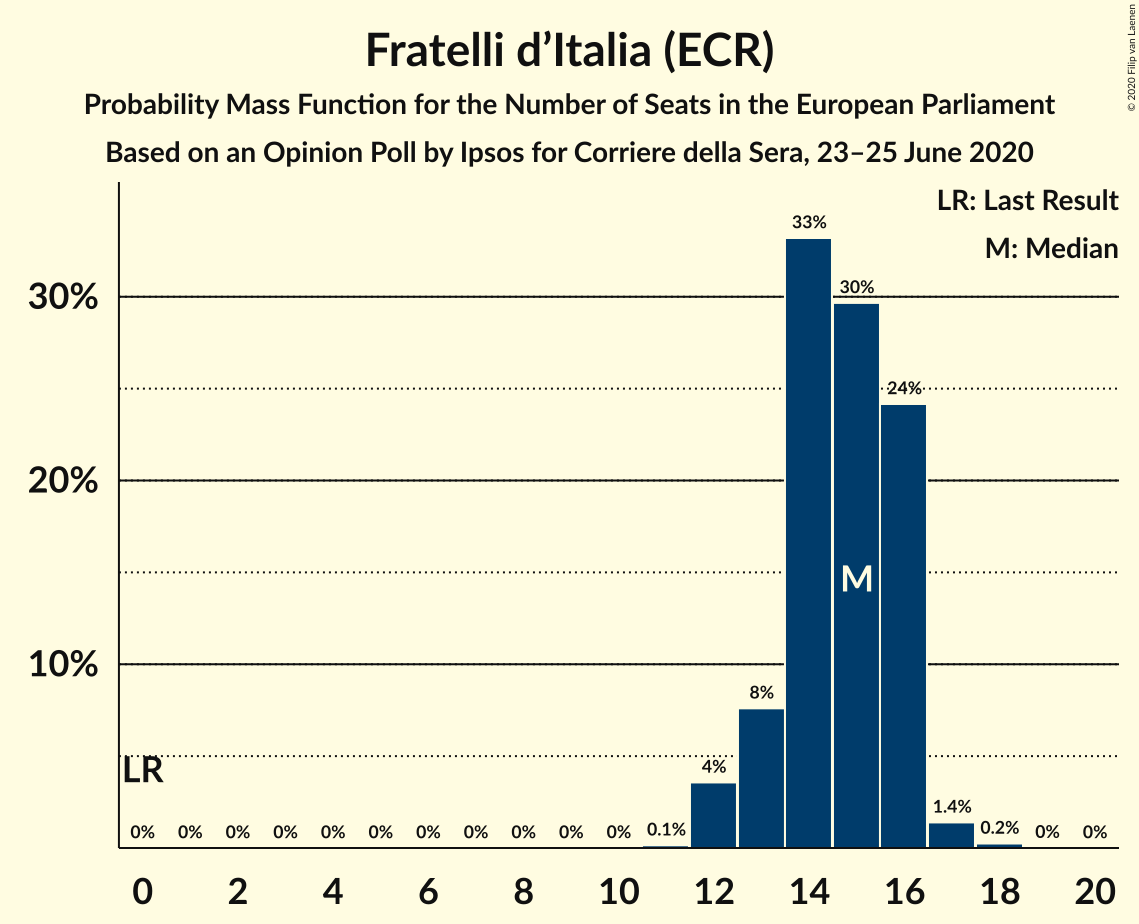 Fratelli d’Italia (ECR)
Probability Mass Function for the Number of Seats in the European Parliament
Based on an Opinion Poll by Ipsos for Corriere della Sera, 23–25 June 2020
© 2020 Filip van Laenen
LR: Last Result
M: Median
33%
30%
30%
24%
20%
M
10%
8%
LR
4%
0% 0% 0% 0% 0% 0% 0% 0% 0% 0% 0% 0.1% 1.4% 0.2% 0% 0%
0 2 4 6 8 10 12 14 16 18 20